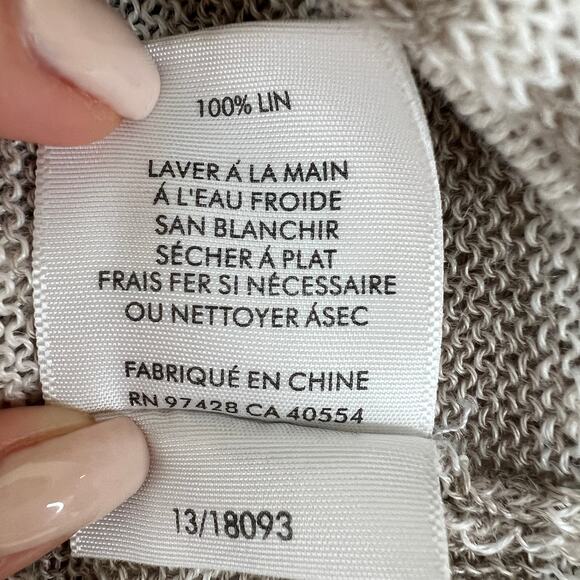 100% LIN
LAVER Á LA MAIN
Á L'EAU FROIDE
SAN BLANCHIR
SÉCHER Á PLAT
FRAIS FER SI NÉCESSAIRE
OU NETTOYER ÁSEC
FABRIQUÉ EN CHINE
RN 97428 CA 40554
13/18093